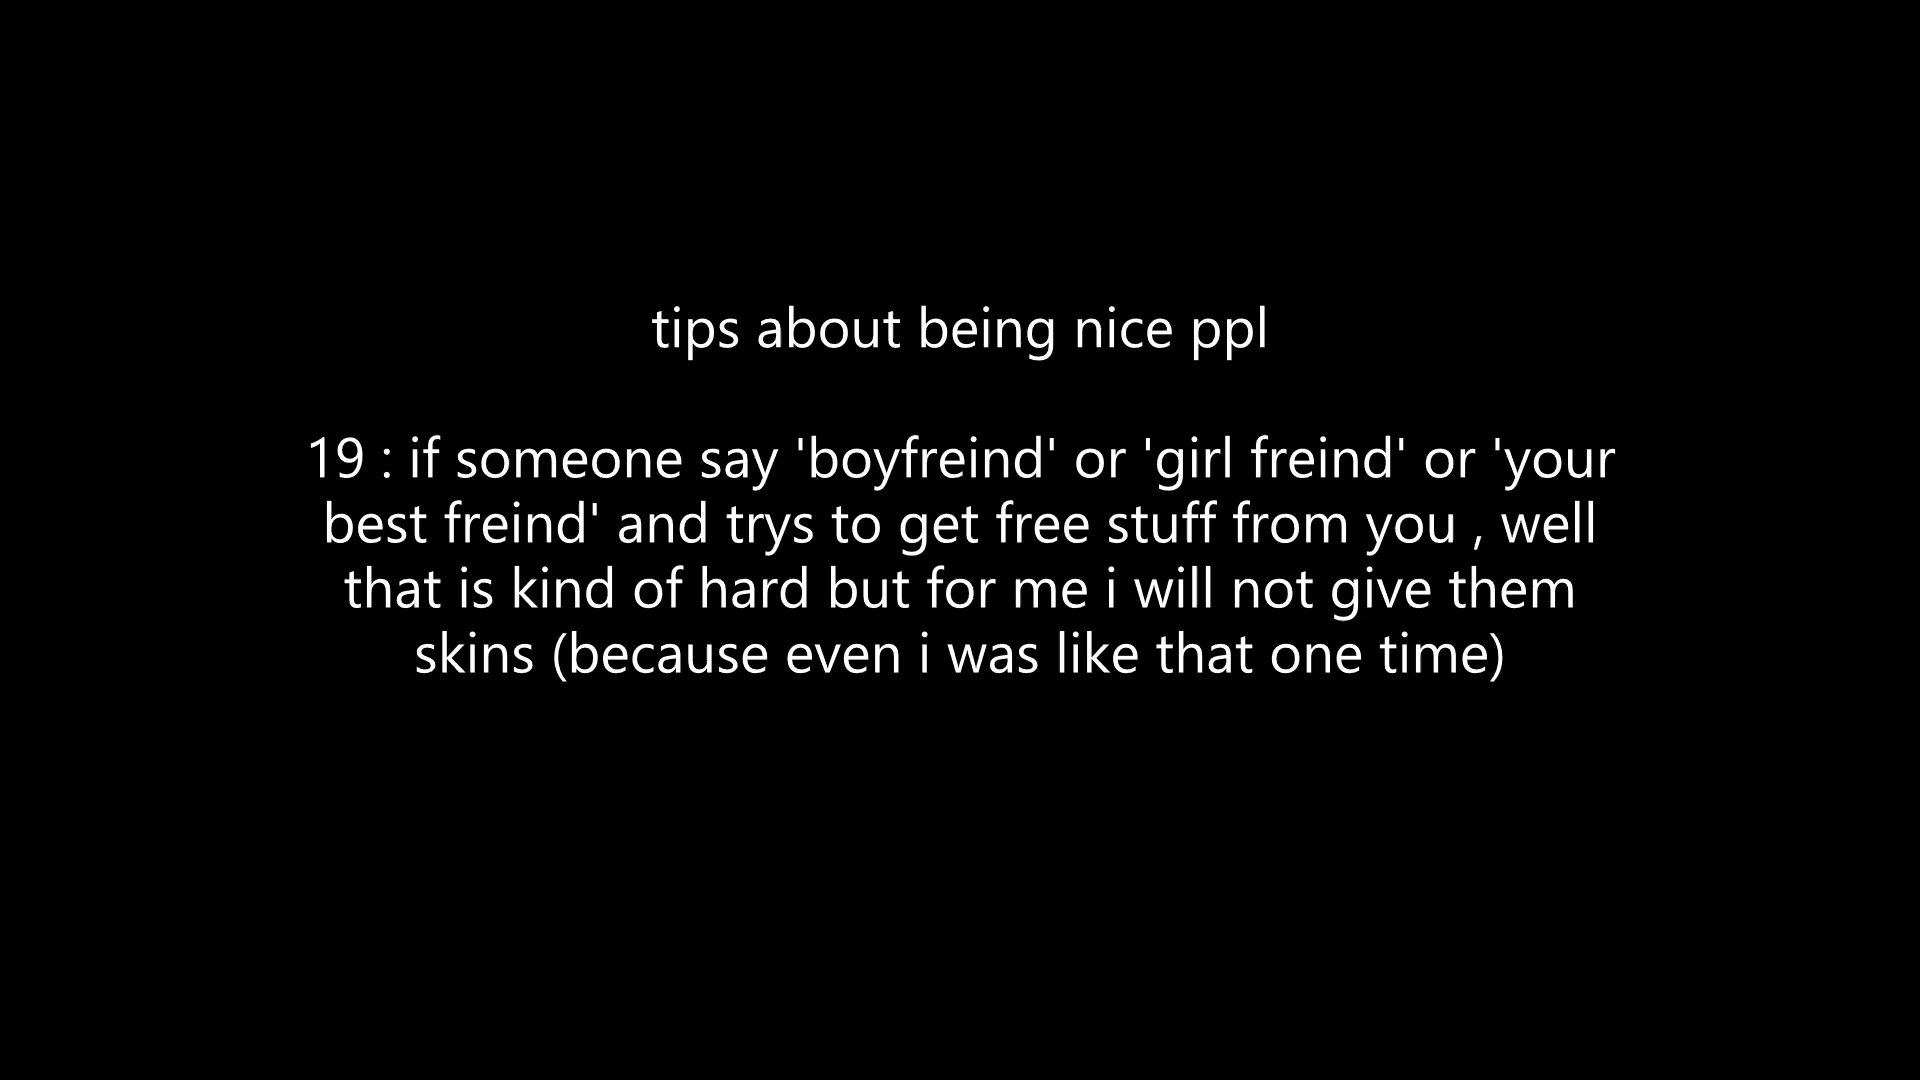 tips about being nice ppl
19 : if someone say 'boyfreind' or 'girl freind' or 'your
best freind' and trys to get free stuff from you , well
that is kind of hard but for me i will not give them
skins (because even i was like that one time)